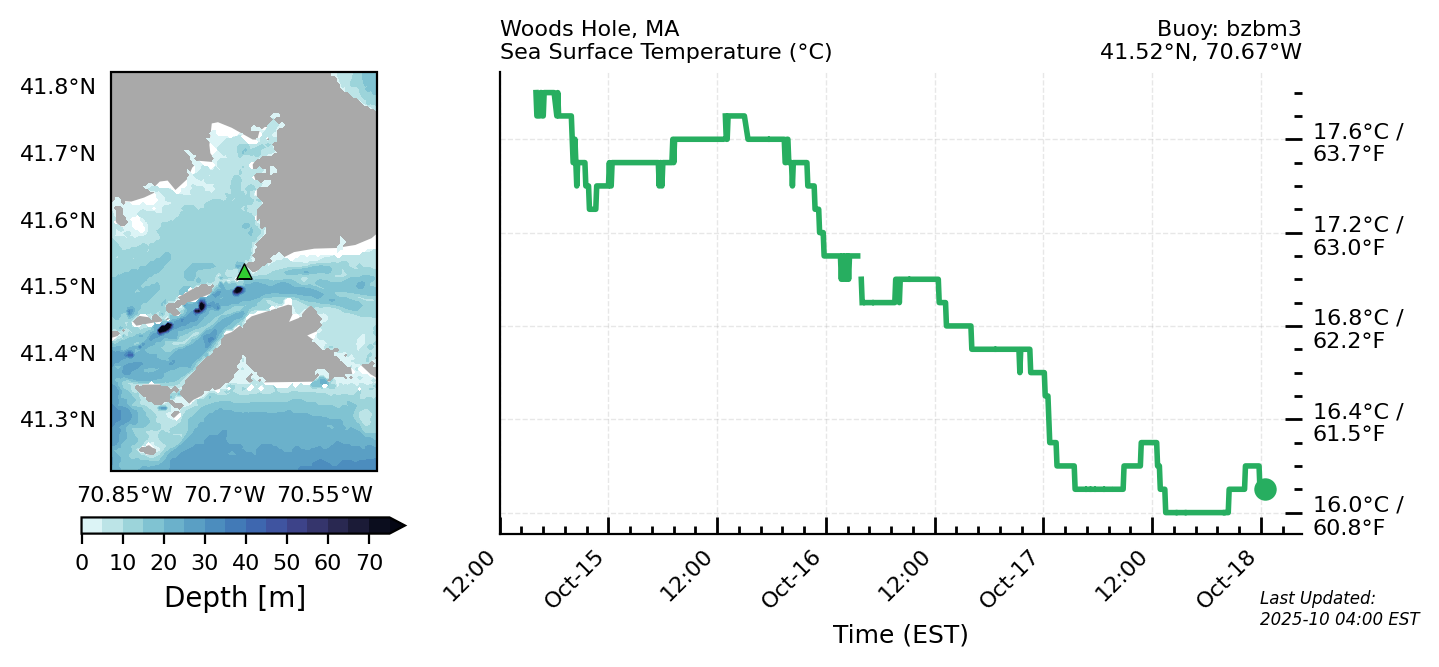 Woods Hole, MA
Sea Surface Temperature (°C)
Buoy: bzbm3
41.52°N, 70.67°W
41.8°N
41.7°N
41.6°N
41.5°N
41.4°N
41.3°N
70.85°W 70.7°W 70.55°W
0 10 20 30 40 50 60 70
Depth [m]
17.6°C /
63.7°F
17.2°C /
63.0°F
16.8°C /
62.2°F
16.4°C /
61.5°F
16.0°C /
60.8°F
12:00 Oct-15 12:00 Oct-16 12:00 Oct-17 12:00 Oct-18
Time (EST)
Last Updated:
2025-10 04:00 EST